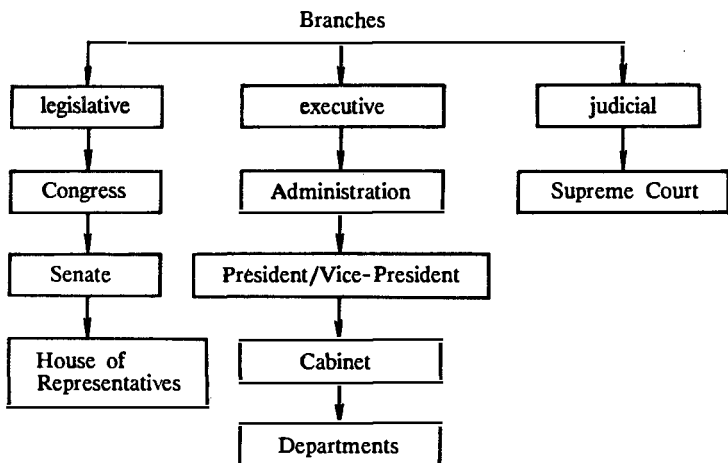 Branches
legislative
executive
judicial
Congress
Administration
Supreme Court
Senate
President/Vice-President
House of
Representatives
Cabinet
Departments